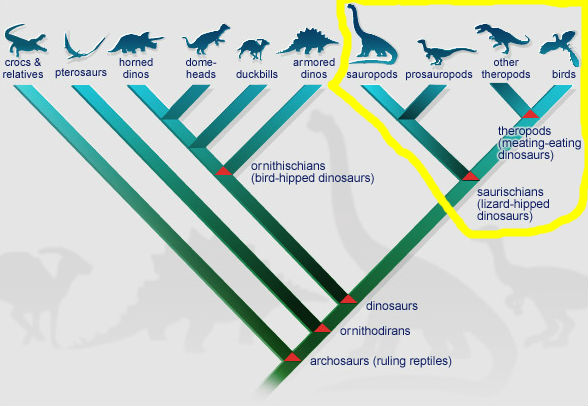 crocs &
relatives
pterosaurs
horned
dinos
dome-
heads
duckbills
armored
dinos
sauropods
prosauropods
other
theropods
birds
theropods
(meating-eating
dinosaurs)
ornithischians
(bird-hipped dinosaurs)
saurischians
(lizard-hipped
dinosaurs)
dinosaurs
ornithodirans
archosaurs (ruling reptiles)